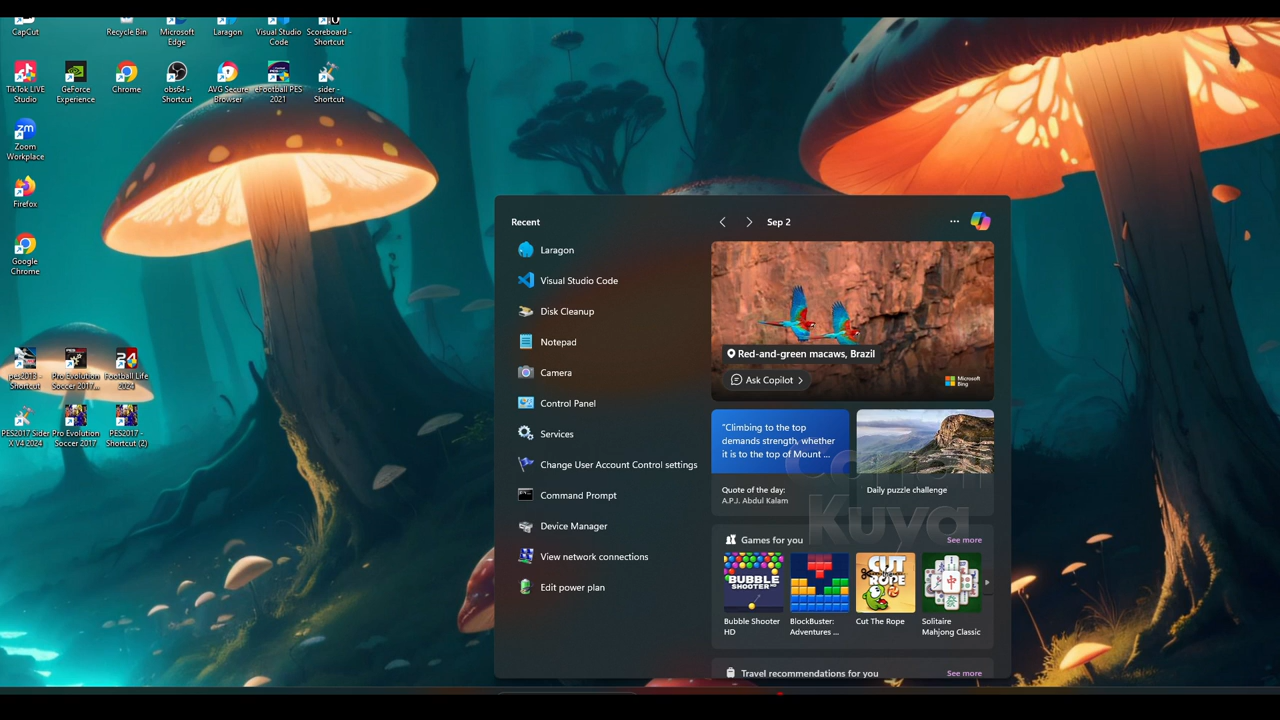 CapCut
Recycle Bin
Microsoft
Edge
Laragon
Visual Studio
Code
Scoreboard -
Shortcut
TikTok LIVE
Studio
GeForce
Experience
Chrome
obs64 -
Shortcut
AVG Secure
Browser
eFootball PES
2021
sider -
Shortcut
zm
Zoom
Workplace
Firefox
Google
Chrome
pes2013 -
Shortcut
Pro Evolution
Soccer 2017...
24
Football Life
2024
PES2017 Sider
X V4 2024
Pro Evolution
Soccer 2017
PES2017 -
Shortcut (2)
Recent
Laragon
Visual Studio Code
Disk Cleanup
Notepad
Camera
Control Panel
Services
Change User Account Control settings
Command Prompt
Device Manager
View network connections
Edit power plan
Sep 2
Red-and-green macaws, Brazil
Ask Copilot
Microsoft
Bing
"Climbing to the top
demands strength, whether
it is to the top of Mount ...
Quote of the day:
A.P.J. Abdul Kalam
Daily puzzle challenge
Kuya
Games for you
See more
BUBBLE
SHOOTER
CUT
ROPE
中
Bubble Shooter
HD
BlockBuster:
Adventures ...
Cut The Rope
Solitaire
Mahjong Classic
Travel recommendations for you
See more